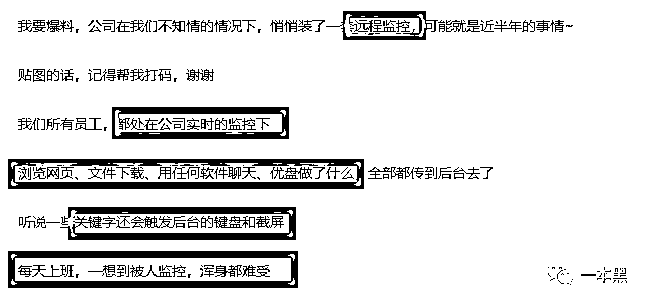 我要爆料，公司在我们不知情的情况下，悄悄装了一套远程监控，可能就是近半年的事情~
贴图的话，记得帮我打码，谢谢
我们所有员工，都处在公司实时的监控下
浏览网页、文件下载、用任何软件聊天、优盘做了什么 全部都传到后台去了
听说一些关键字还会触发后台的键盘和截屏
每天上班，一想到被人监控，浑身都难受
一本黑